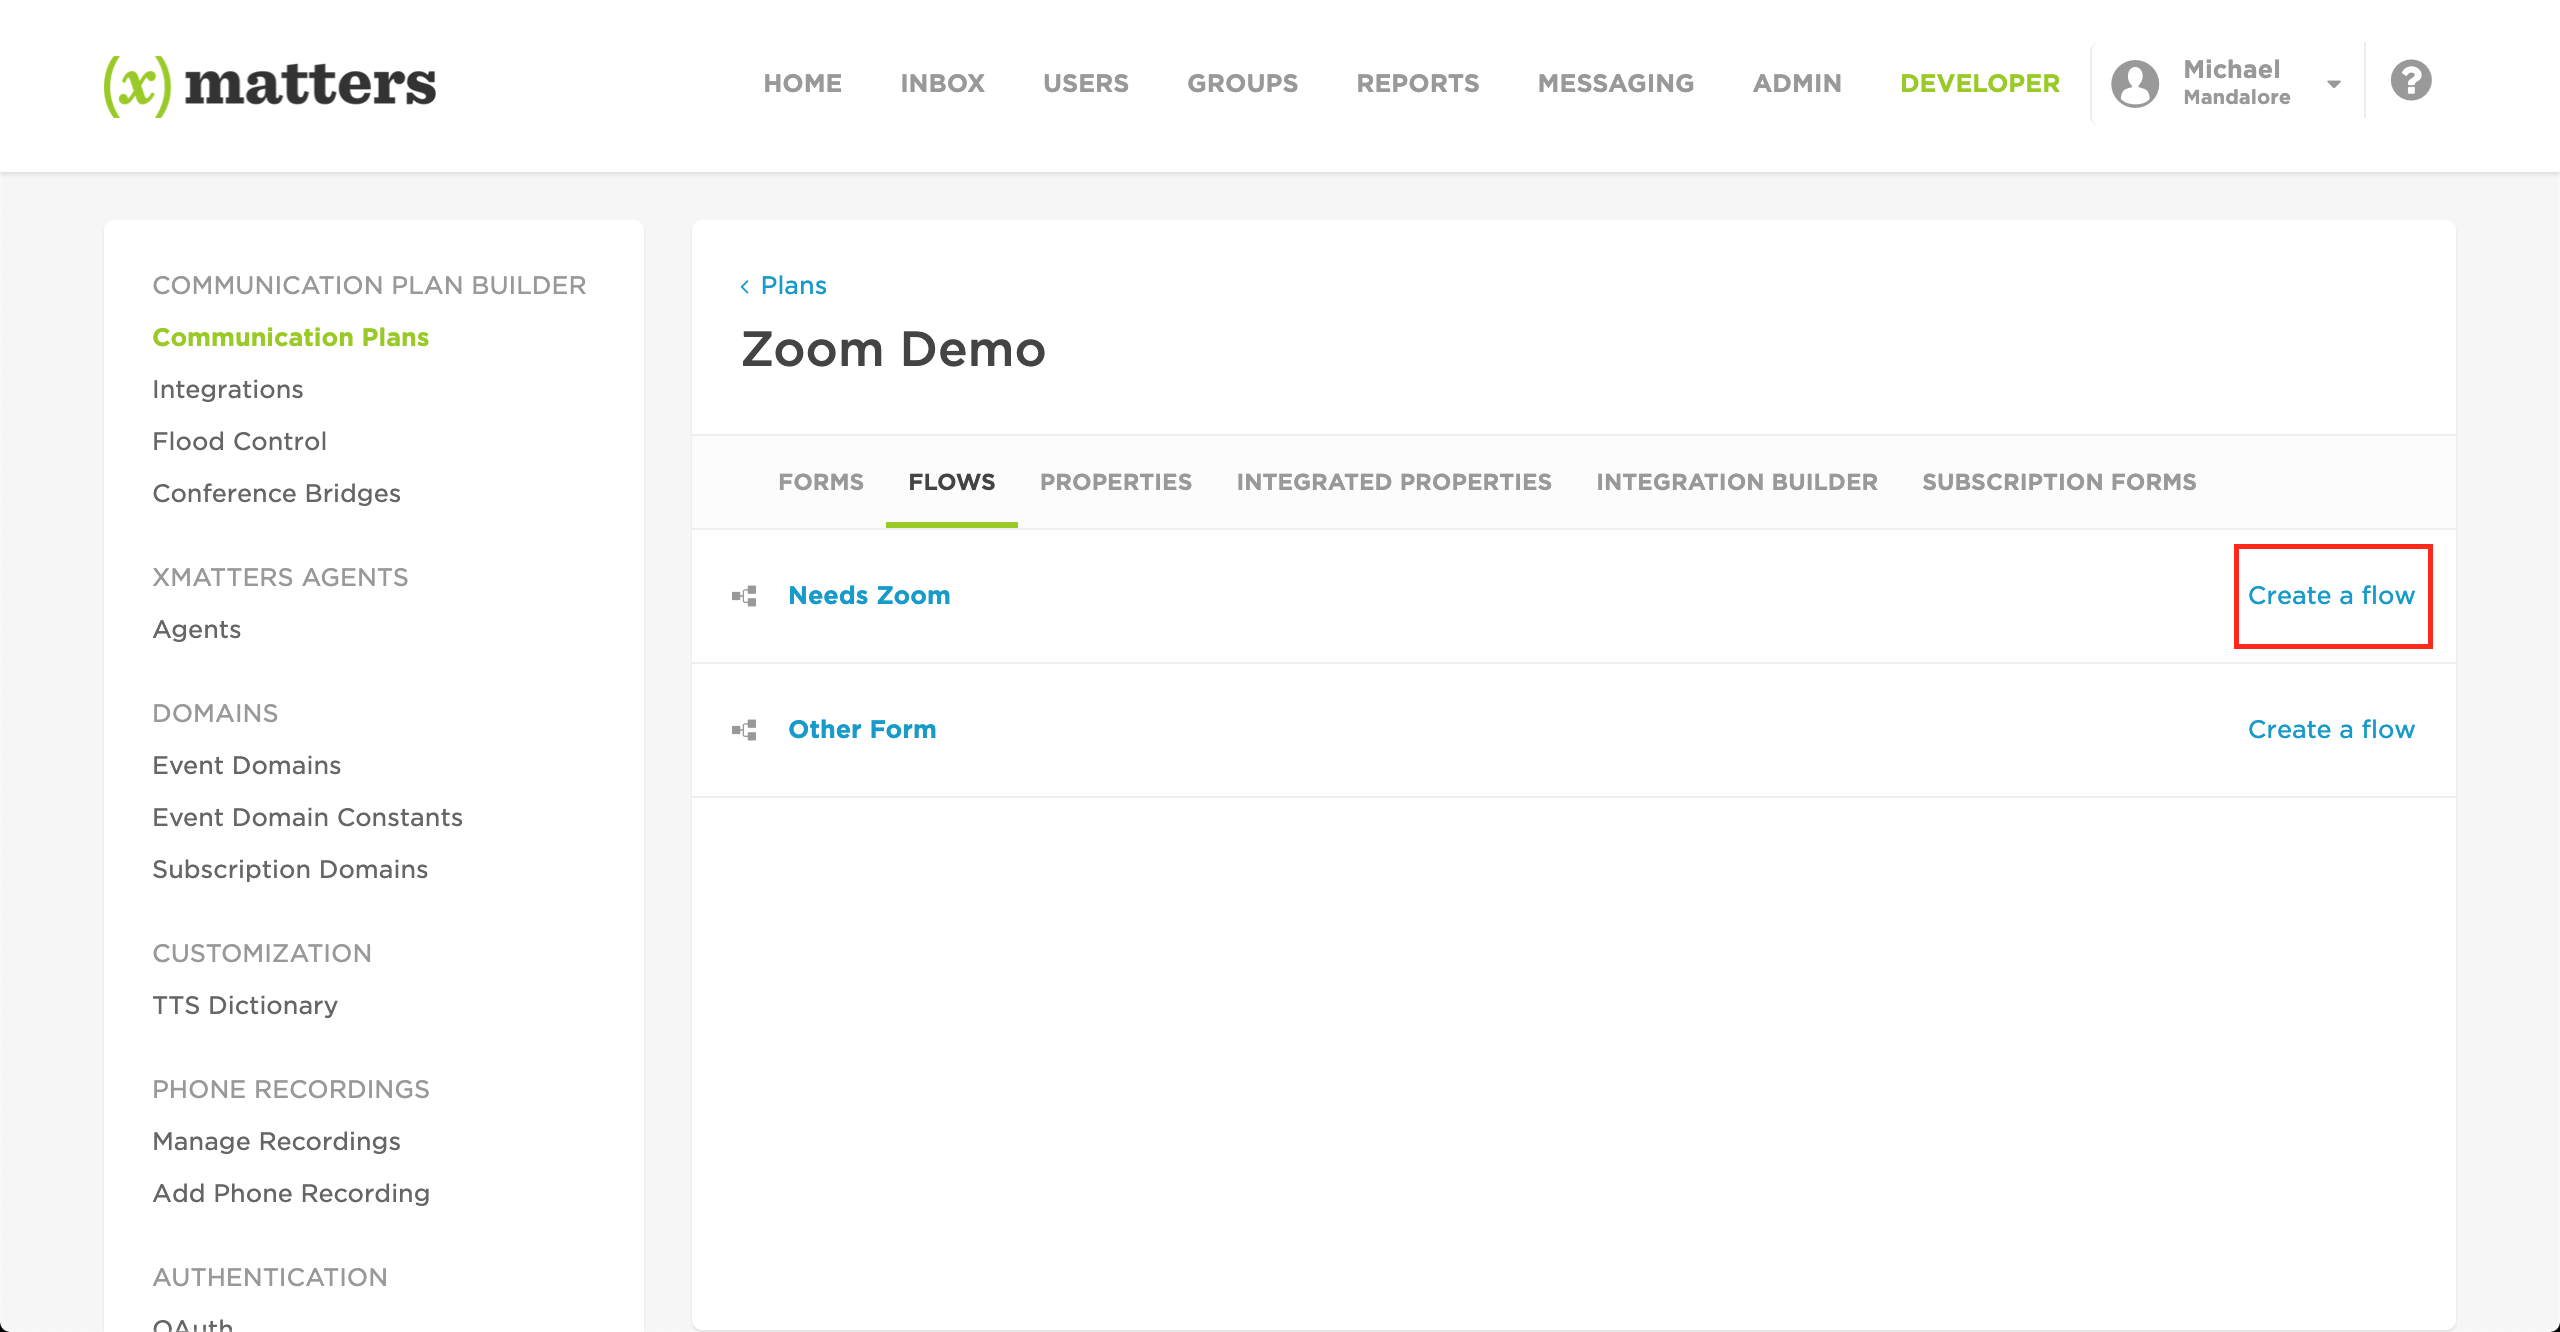 (x) matters
HOME INBOX USERS GROUPS REPORTS MESSAGING ADMIN DEVELOPER
Michael
Mandalore
?
COMMUNICATION PLAN BUILDER
Communication Plans
Integrations
Flood Control
Conference Bridges
XMATTERS AGENTS
Agents
DOMAINS
Event Domains
Event Domain Constants
Subscription Domains
CUSTOMIZATION
TTS Dictionary
PHONE RECORDINGS
Manage Recordings
Add Phone Recording
AUTHENTICATION
OAuth
< Plans
Zoom Demo
FORMS FLOWS PROPERTIES INTEGRATED PROPERTIES INTEGRATION BUILDER SUBSCRIPTION FORMS
Needs Zoom Create a flow
Other Form Create a flow